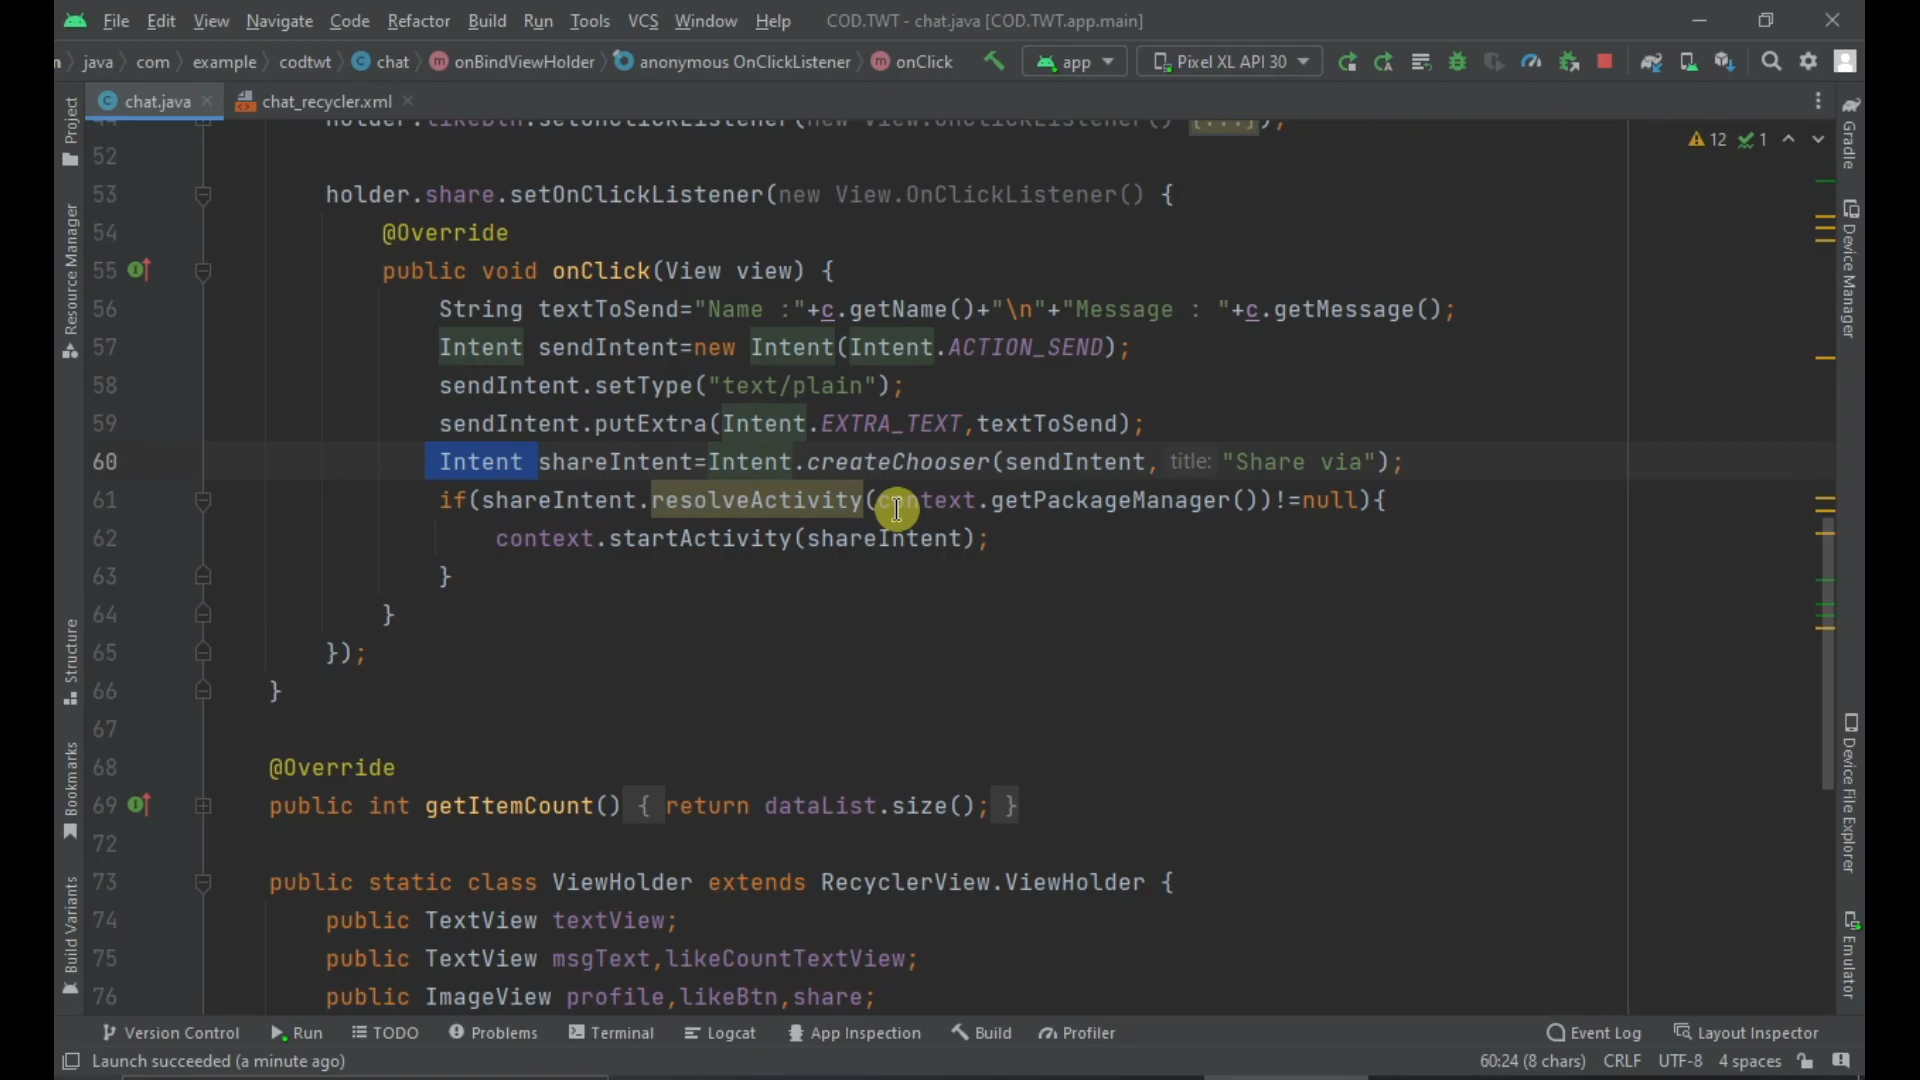 File Edit View Navigate Code Refactor Build Run Tools VCS Window Help COD.TWT - chat.java [COD.TWT.app.main]
java com example codtwt chat onBindViewHolder anonymous OnClickListener onClick app Pixel XL API 30
chat.java chat_recycler.xml
12 1
52
53 holder.share.setOnClickListener(new View.OnClickListener() {
54 @Override
55 public void onClick(View view) {
56 String textToSend="Name :"+c.getName()+"\n"+"Message : "+c.getMessage();
57 Intent sendIntent=new Intent(Intent.ACTION_SEND);
58 sendIntent.setType("text/plain");
59 sendIntent.putExtra(Intent.EXTRA_TEXT,textToSend);
60 Intent shareIntent=Intent.createChooser(sendIntent, title: "Share via");
61 if(shareIntent.resolveActivity(context.getPackageManager())!=null){
62 context.startActivity(shareIntent);
63 }
64 }
65 });
66 }
67
68 @Override
69 public int getItemCount() { return dataList.size(); }
72
73 public static class ViewHolder extends RecyclerView.ViewHolder {
74 public TextView textView;
75 public TextView msgText,likeCountTextView;
76 public ImageView profile,likeBtn,share;
Project
Resource Manager
Structure
Bookmarks
Build Variants
Gradle
Device Manager
Device File Explorer
Emulator
Version Control Run TODO Problems Terminal Logcat App Inspection Build Profiler Event Log Layout Inspector
Launch succeeded (a minute ago) 60:24 (8 chars) CRLF UTF-8 4 spaces